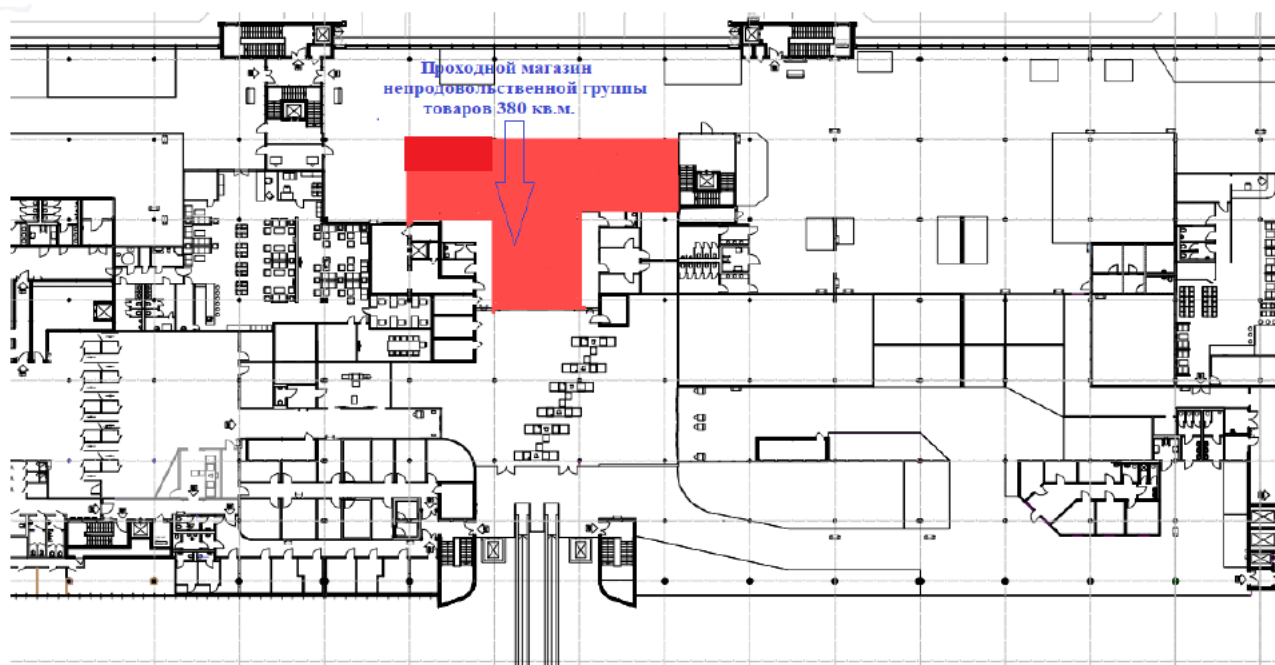 Проходной магазин
непродовольственной группы
товаров 380 кв.м.